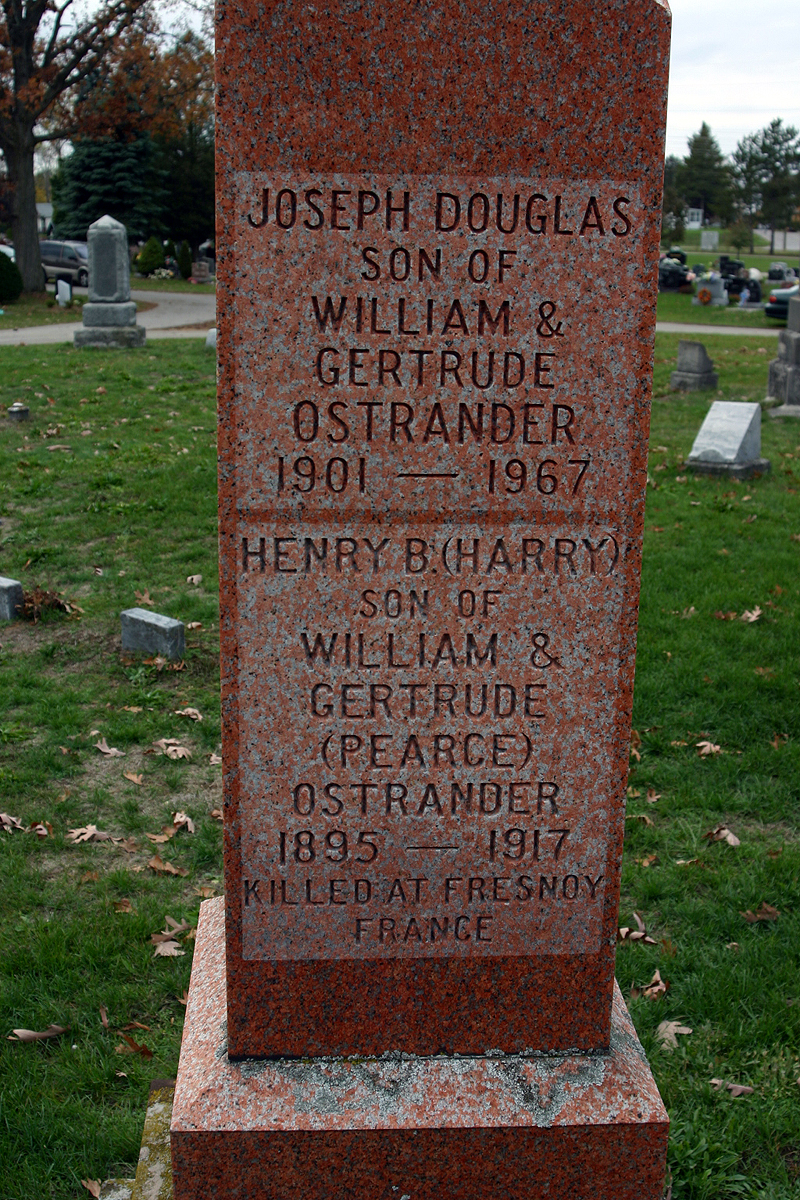 JOSEPH DOUGLAS
SON OF
WILLIAM &
GERTRUDE
OSTRANDER
1901 — 1967
HENRY B. (HARRY)
SON OF
WILLIAM &
GERTRUDE
(PEARCE)
OSTRANDER
1895 — 1917
KILLED AT FRESNOY
FRANCE